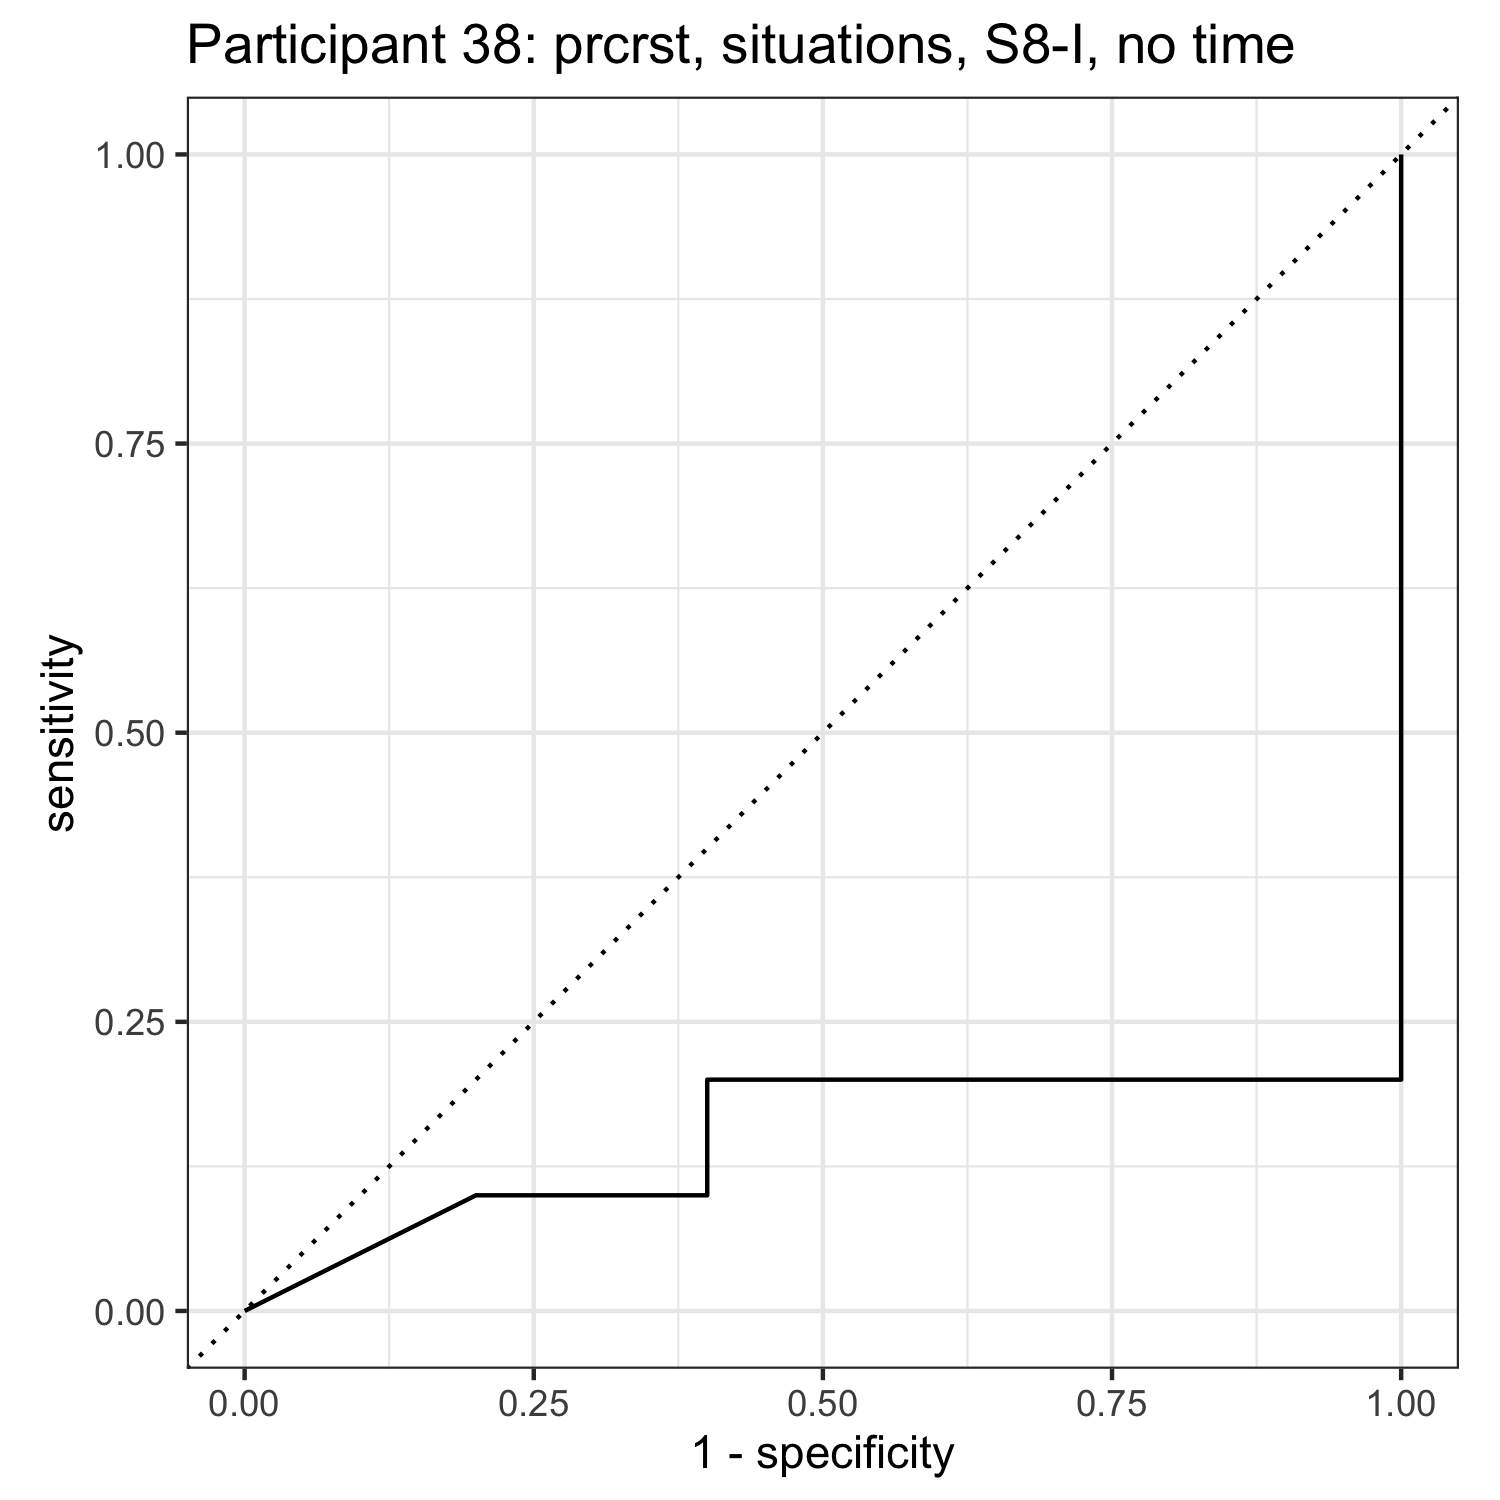 Participant 38: prcrst, situations, S8-I, no time
1.00
0.75
0.50
0.25
0.00
sensitivity
0.00 0.25 0.50 0.75 1.00
1 - specificity